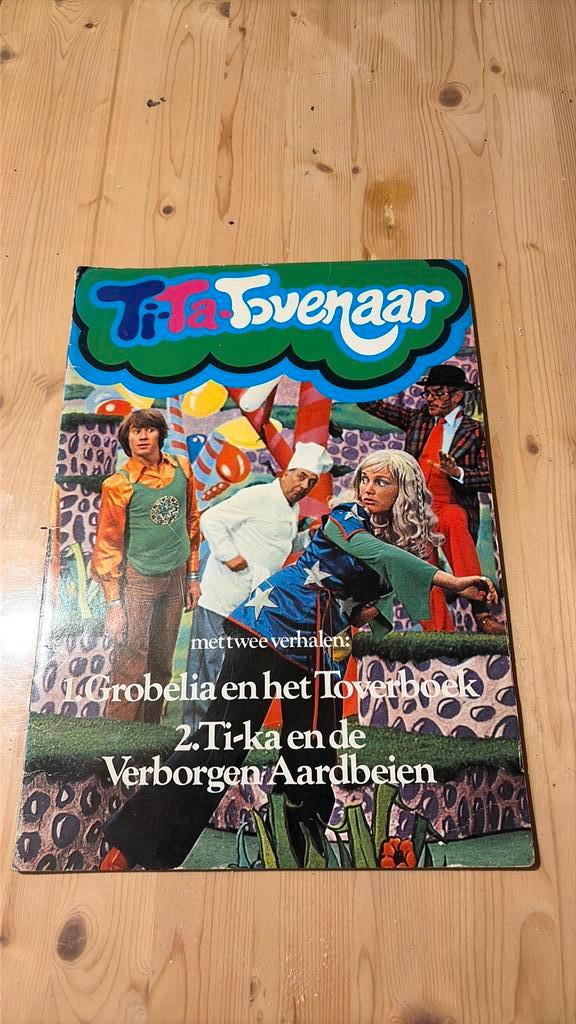 Ti-Ta-Tovenaar
met twee verhalen:
1. Grobelia en het Toverboek
2. Ti-ka en de
Verborgen Aardbeien